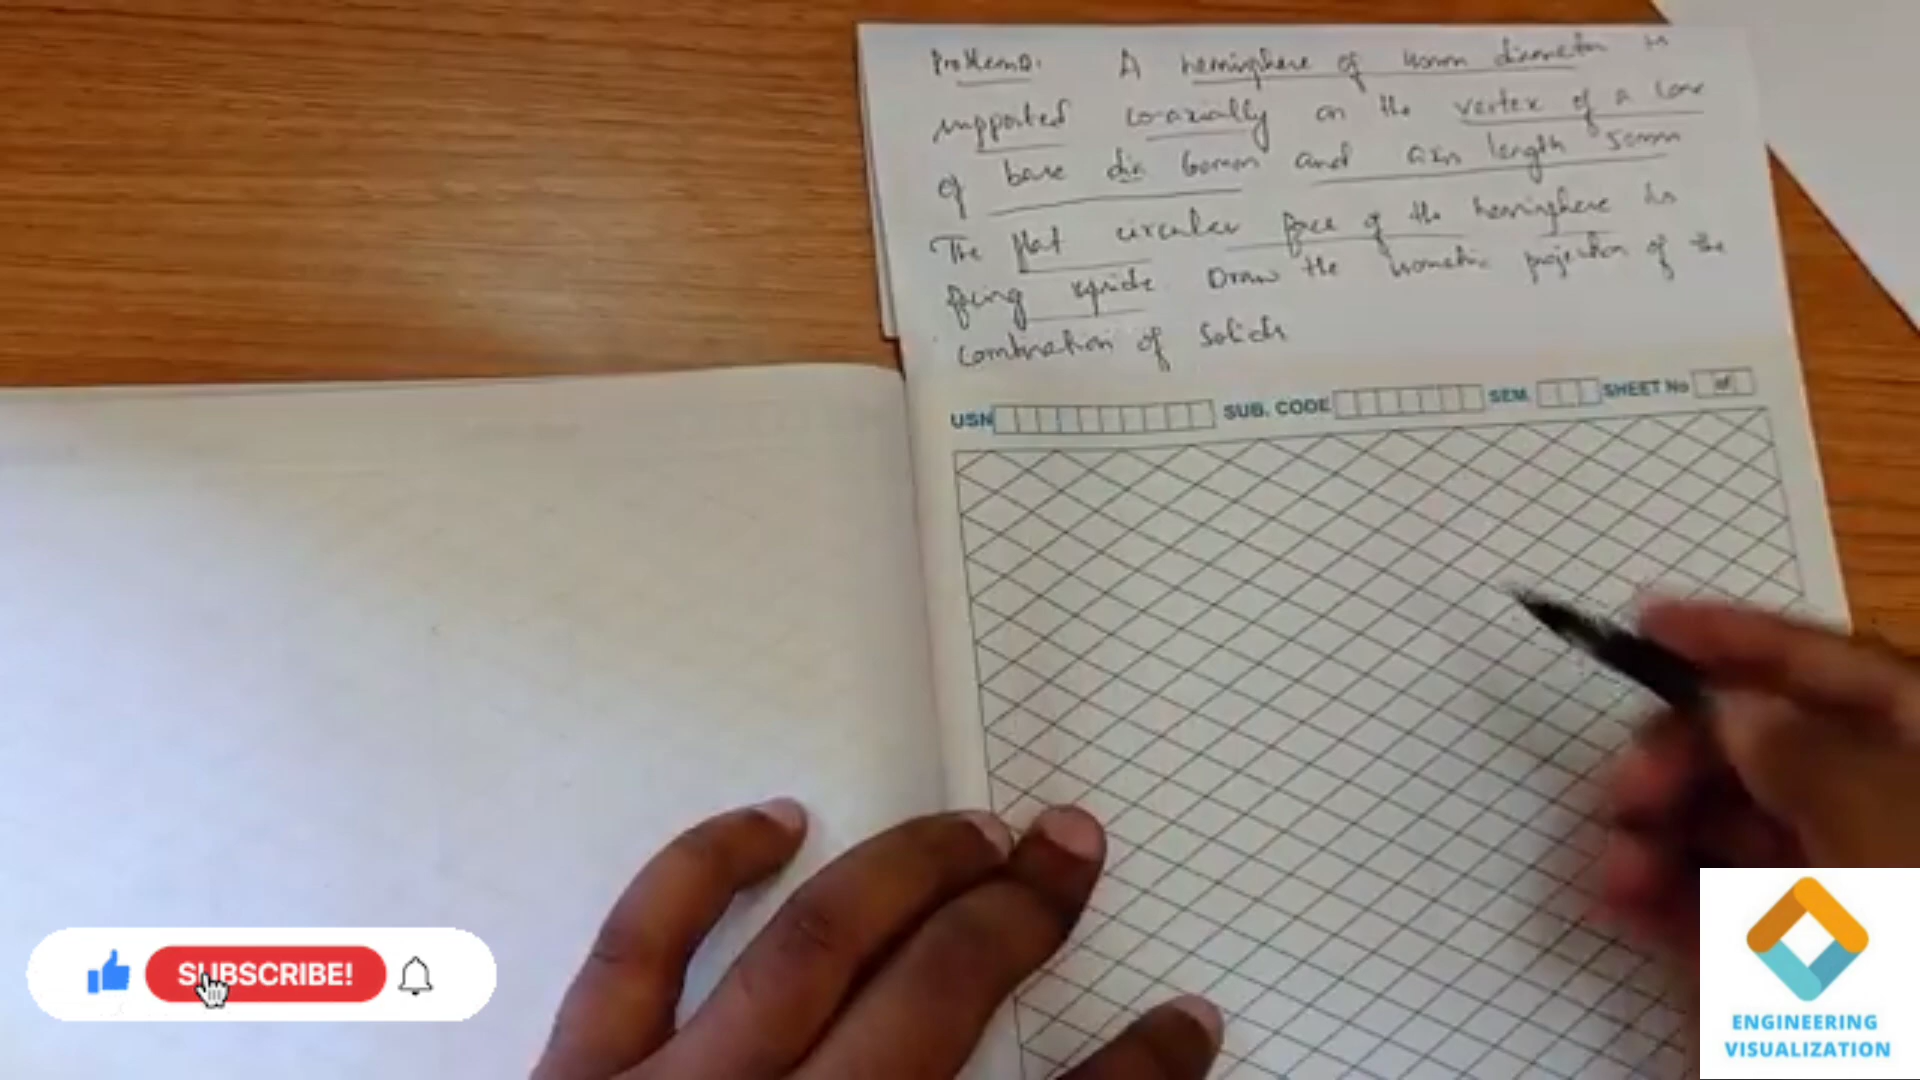 Problem 2. A hemisphere of 40mm diameter is
supported co-axially on the vertex of a cone
of base dia 60mm and axis length 50mm
The flat circular face of the hemisphere is
facing upside Draw the isometric projection of the
combination of Solids
USN SUB. CODE SEM SHEET No of
SUBSCRIBE!
ENGINEERING
VISUALIZATION